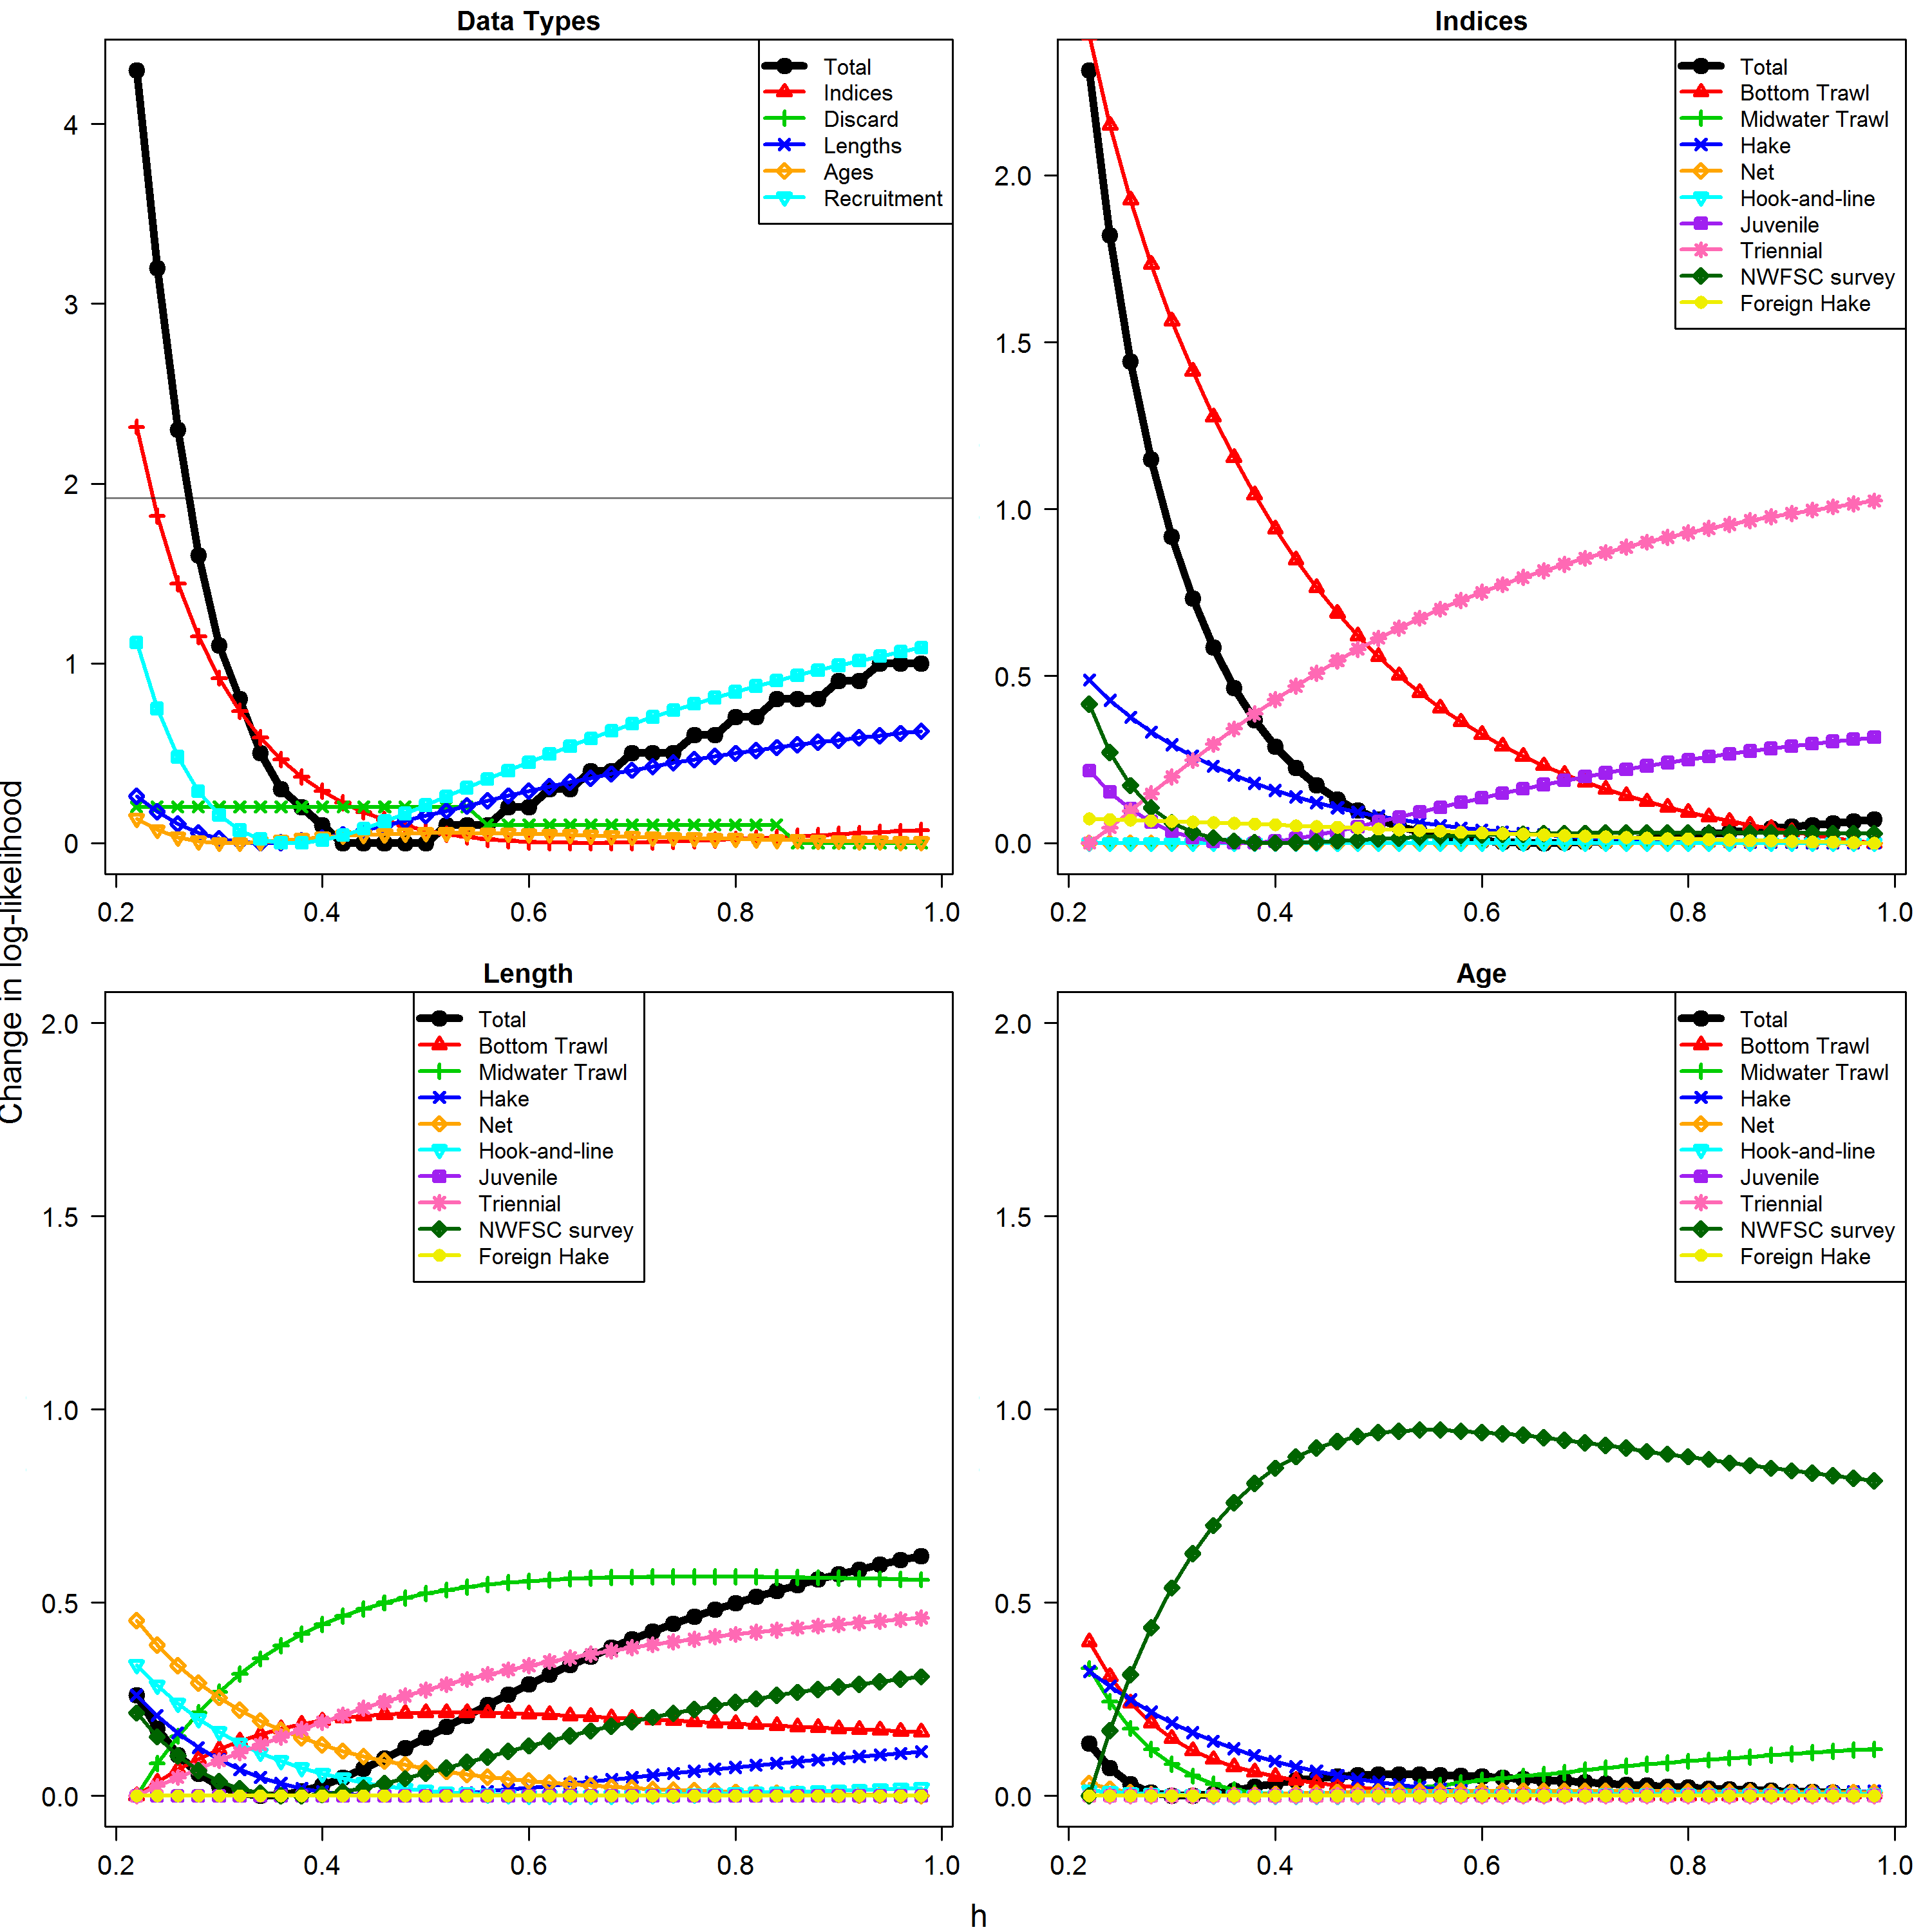 Data Types
Total
Indices
Discard
Lengths
Ages
Recruitment
4
3
2
1
0
0.2 0.4 0.6 0.8 1.0
Indices
Total
Bottom Trawl
Midwater Trawl
Hake
Net
Hook-and-line
Juvenile
Triennial
NWFSC survey
Foreign Hake
2.0
1.5
1.0
0.5
0.0
0.2 0.4 0.6 0.8 1.0
Change in log-likelihood
Length
Total
Bottom Trawl
Midwater Trawl
Hake
Net
Hook-and-line
Juvenile
Triennial
NWFSC survey
Foreign Hake
2.0
1.5
1.0
0.5
0.0
0.2 0.4 0.6 0.8 1.0
Age
Total
Bottom Trawl
Midwater Trawl
Hake
Net
Hook-and-line
Juvenile
Triennial
NWFSC survey
Foreign Hake
2.0
1.5
1.0
0.5
0.0
0.2 0.4 0.6 0.8 1.0
h